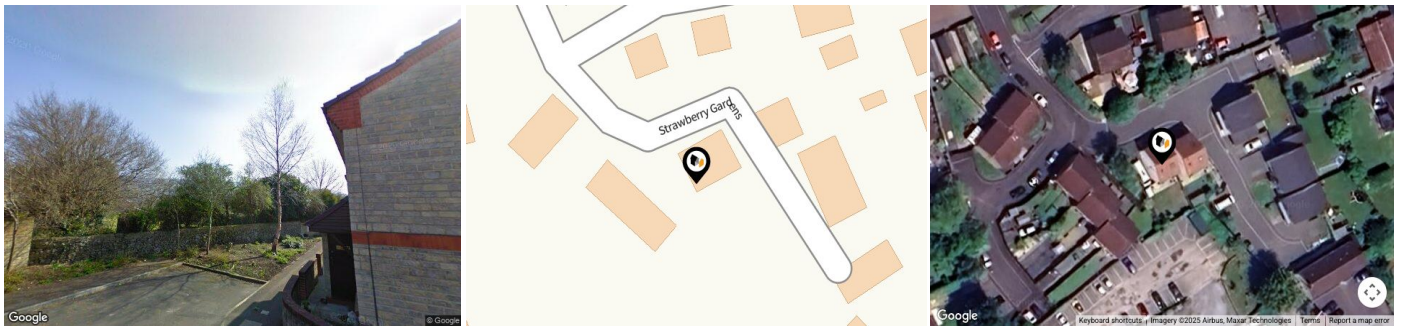 Google
© Google
Strawberry Gardens
Google
Keyboard shortcuts
Imagery ©2025 Airbus, Maxar Technologies
Terms
Report a map error